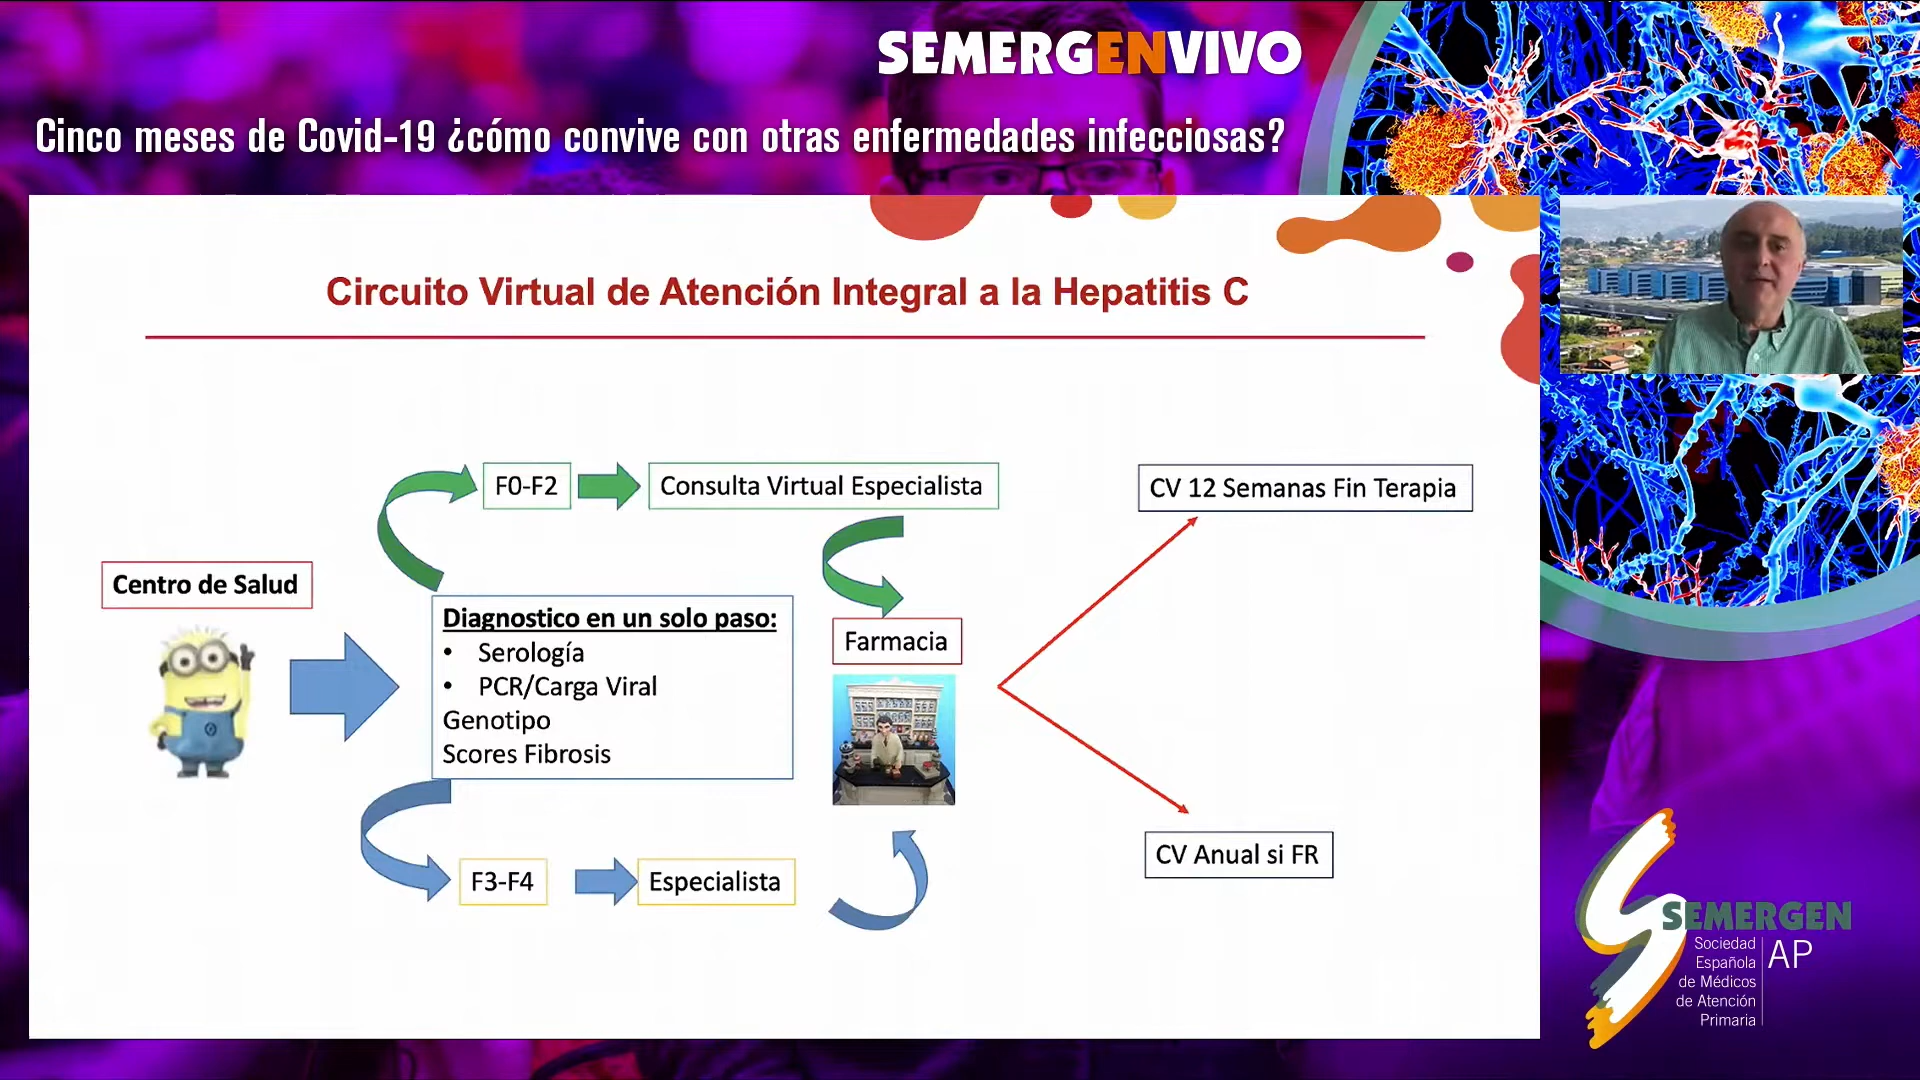 SEMERGENVIVO
Cinco meses de Covid-19 ¿cómo convive con otras enfermedades infecciosas?
Circuito Virtual de Atención Integral a la Hepatitis C
F0-F2
Consulta Virtual Especialista
CV 12 Semanas Fin Terapia
Centro de Salud
Diagnostico en un solo paso:
• Serología
• PCR/Carga Viral
Genotipo
Scores Fibrosis
Farmacia
F3-F4
Especialista
CV Anual si FR
SEMERGEN
Sociedad
Española
de Médicos
de Atención
Primaria
AP